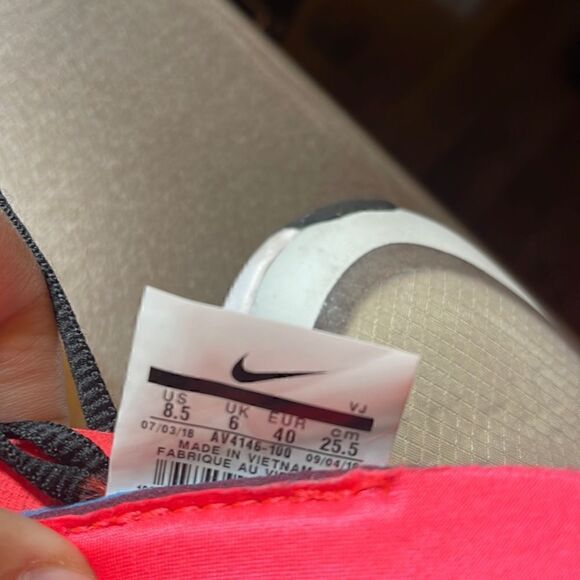 VJ
US UK EUR cm
8.5 6 40 25.5
07/03/18 AV4146-100 09/04/18
MADE IN VIETNAM
FABRIQUE AU